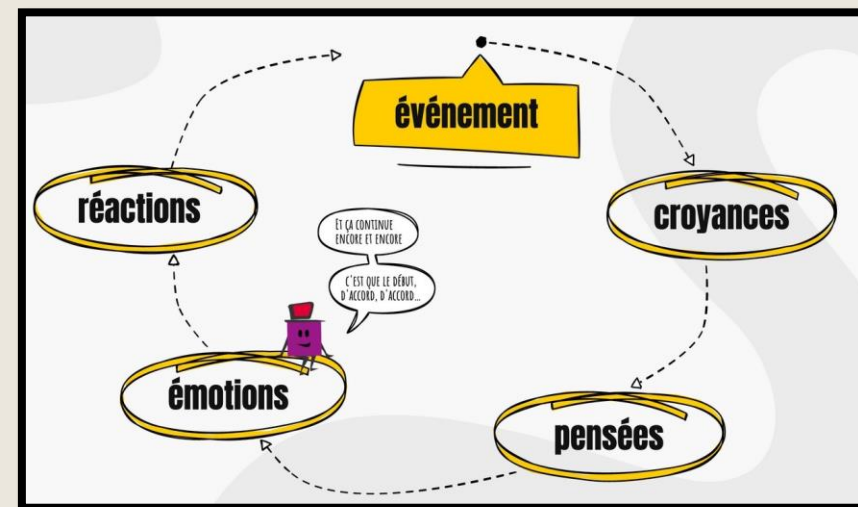 événement
croyances
pensées
émotions
réactions
Et ça continue
encore et encore
C'est que le début,
d'accord, d'accord...